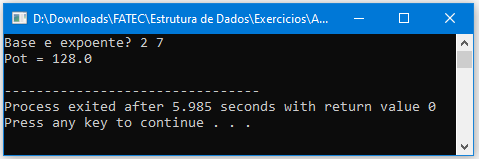 D:\Downloads\FATEC\Estrutura de Dados\Exercicios\A...
Base e expoente? 2 7
Pot = 128.0
--------------------------------
Process exited after 5.985 seconds with return value 0
Press any key to continue . . .